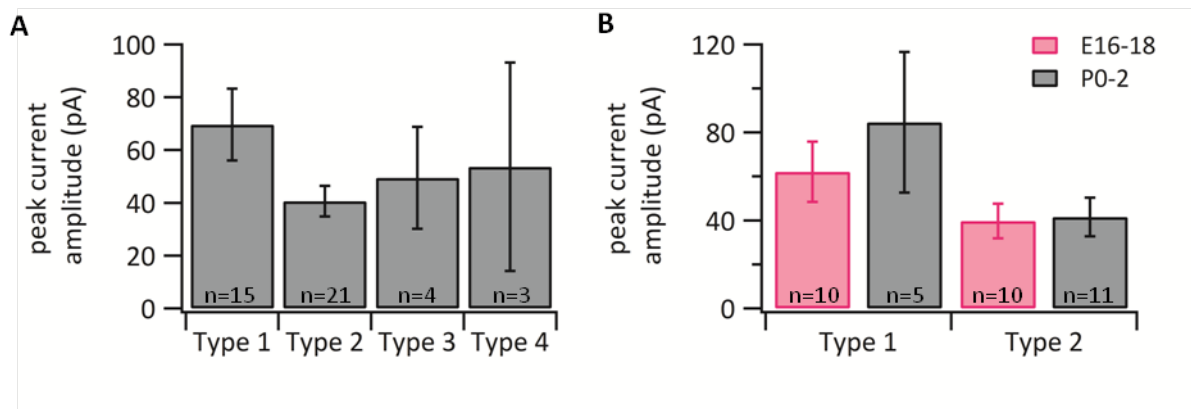 A
peak current
amplitude (pA)
100
80
60
40
20
0
n=15
n=21
n=4
n=3
Type 1
Type 2
Type 3
Type 4
B
peak current
amplitude (pA)
120
80
40
0
E16-18
P0-2
n=10
n=5
n=10
n=11
Type 1
Type 2